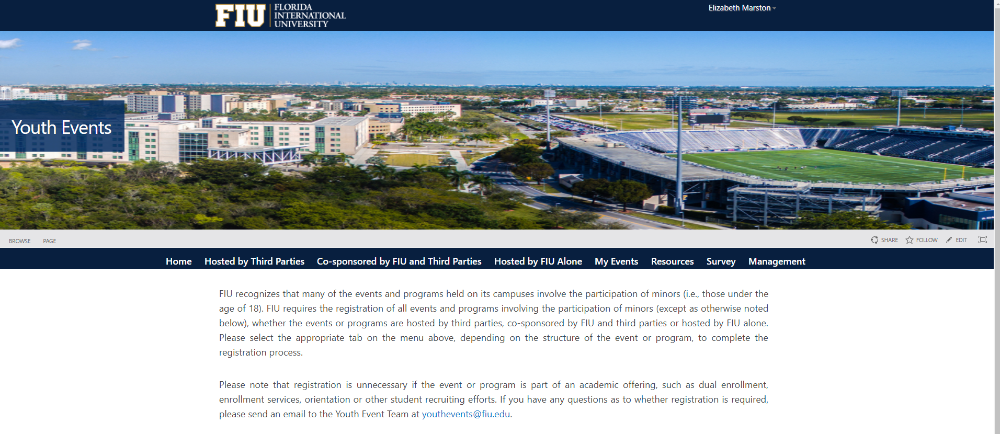 FIU
FLORIDA
INTERNATIONAL
UNIVERSITY
Elizabeth Marston
Youth Events
BROWSE PAGE
SHARE FOLLOW EDIT
Home Hosted by Third Parties Co-sponsored by FIU and Third Parties Hosted by FIU Alone My Events Resources Survey Management
FIU recognizes that many of the events and programs held on its campuses involve the participation of minors (i.e., those under the
age of 18). FIU requires the registration of all events and programs involving the participation of minors (except as otherwise noted
below), whether the events or programs are hosted by third parties, co-sponsored by FIU and third parties or hosted by FIU alone.
Please select the appropriate tab on the menu above, depending on the structure of the event or program, to complete the
registration process.
Please note that registration is unnecessary if the event or program is part of an academic offering, such as dual enrollment,
enrollment services, orientation or other student recruiting efforts. If you have any questions as to whether registration is required,
please send an email to the Youth Event Team at youthevents@fiu.edu.